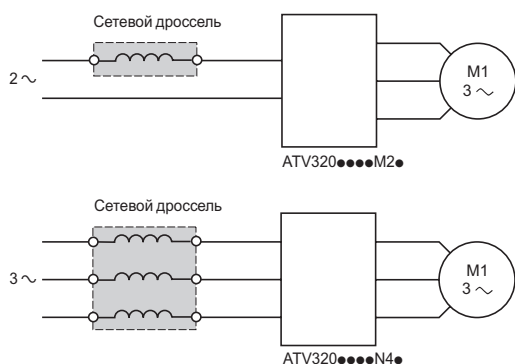 Сетевой дроссель
2 ~
M1
3 ~
ATV320●●●●M2●
Сетевой дроссель
3 ~
M1
3 ~
ATV320●●●●N4●